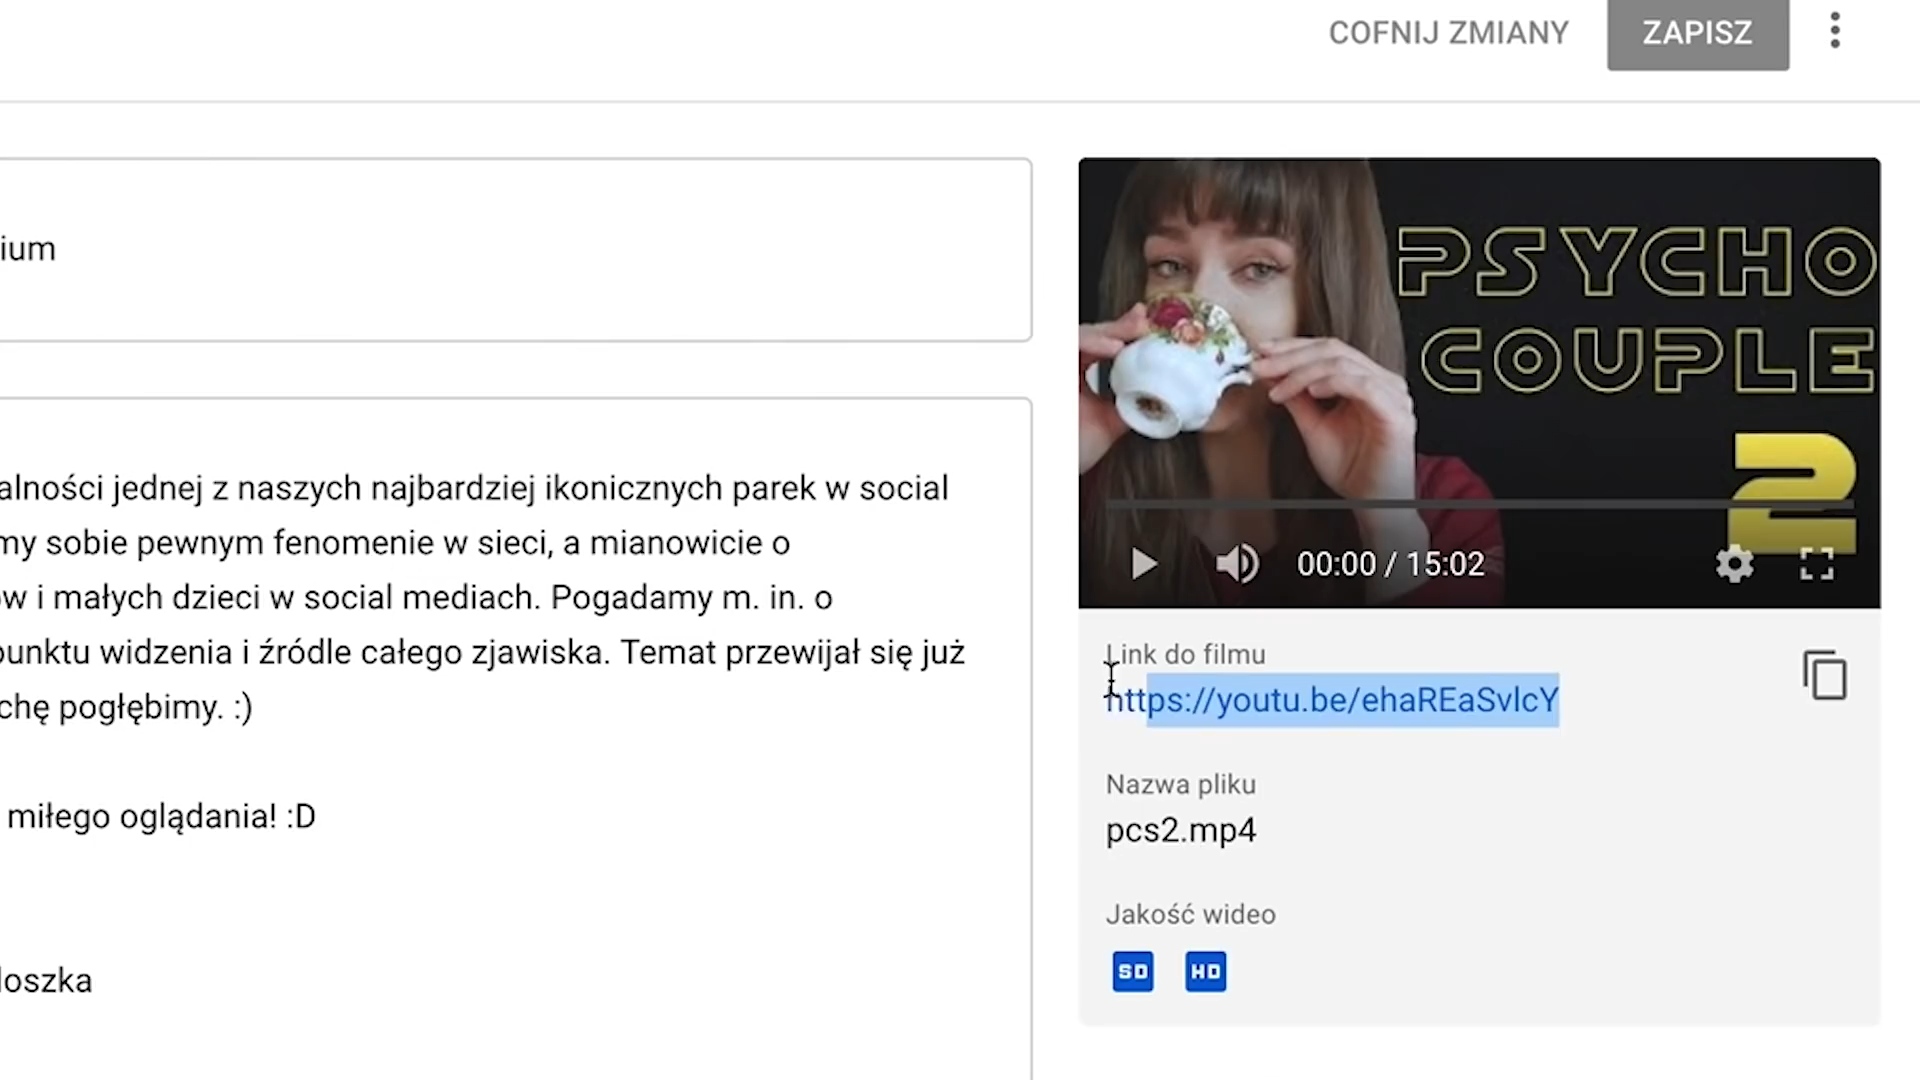 COFNIJ ZMIANY
ZAPISZ
ium
alności jednej z naszych najbardziej ikonicznych parek w social
my sobie pewnym fenomenie w sieci, a mianowicie o
ów i małych dzieci w social mediach. Pogadamy m. in. o
punktu widzenia i źródle całego zjawiska. Temat przewijał się już
chę pogłębimy. :)
miłego oglądania! :D
loszka
PSYCHO
COUPLE
2
00:00 / 15:02
Link do filmu
https://youtu.be/ehaREaSvlcY
Nazwa pliku
pcs2.mp4
Jakość wideo
SD HD